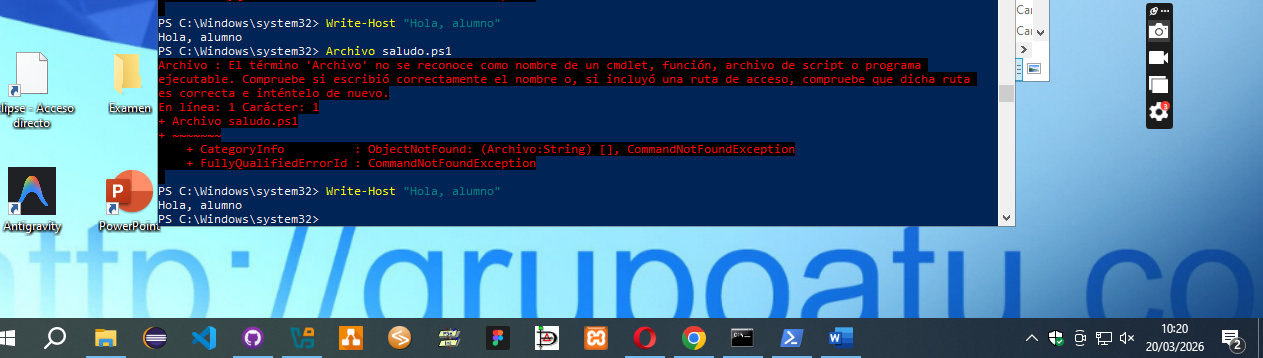 PS C:\Windows\system32> Write-Host "Hola, alumno"
Hola, alumno
PS C:\Windows\system32> Archivo saludo.ps1
Archivo : El término 'Archivo' no se reconoce como nombre de un cmdlet, función, archivo de script o programa
ejecutable. Compruebe si escribió correctamente el nombre o, si incluyó una ruta de acceso, compruebe que dicha ruta
es correcta e inténtelo de nuevo.
En línea: 1 Carácter: 1
+ Archivo saludo.ps1
+ ~~~~~~~
+ CategoryInfo          : ObjectNotFound: (Archivo:String) [], CommandNotFoundException
+ FullyQualifiedErrorId : CommandNotFoundException
PS C:\Windows\system32> Write-Host "Hola, alumno"
Hola, alumno
PS C:\Windows\system32>
Car
Ca
lipse - Acceso
directo
Examen
Antigravity
PowerPoint
http://grupoatu.co
3
10:20
20/03/2026
2